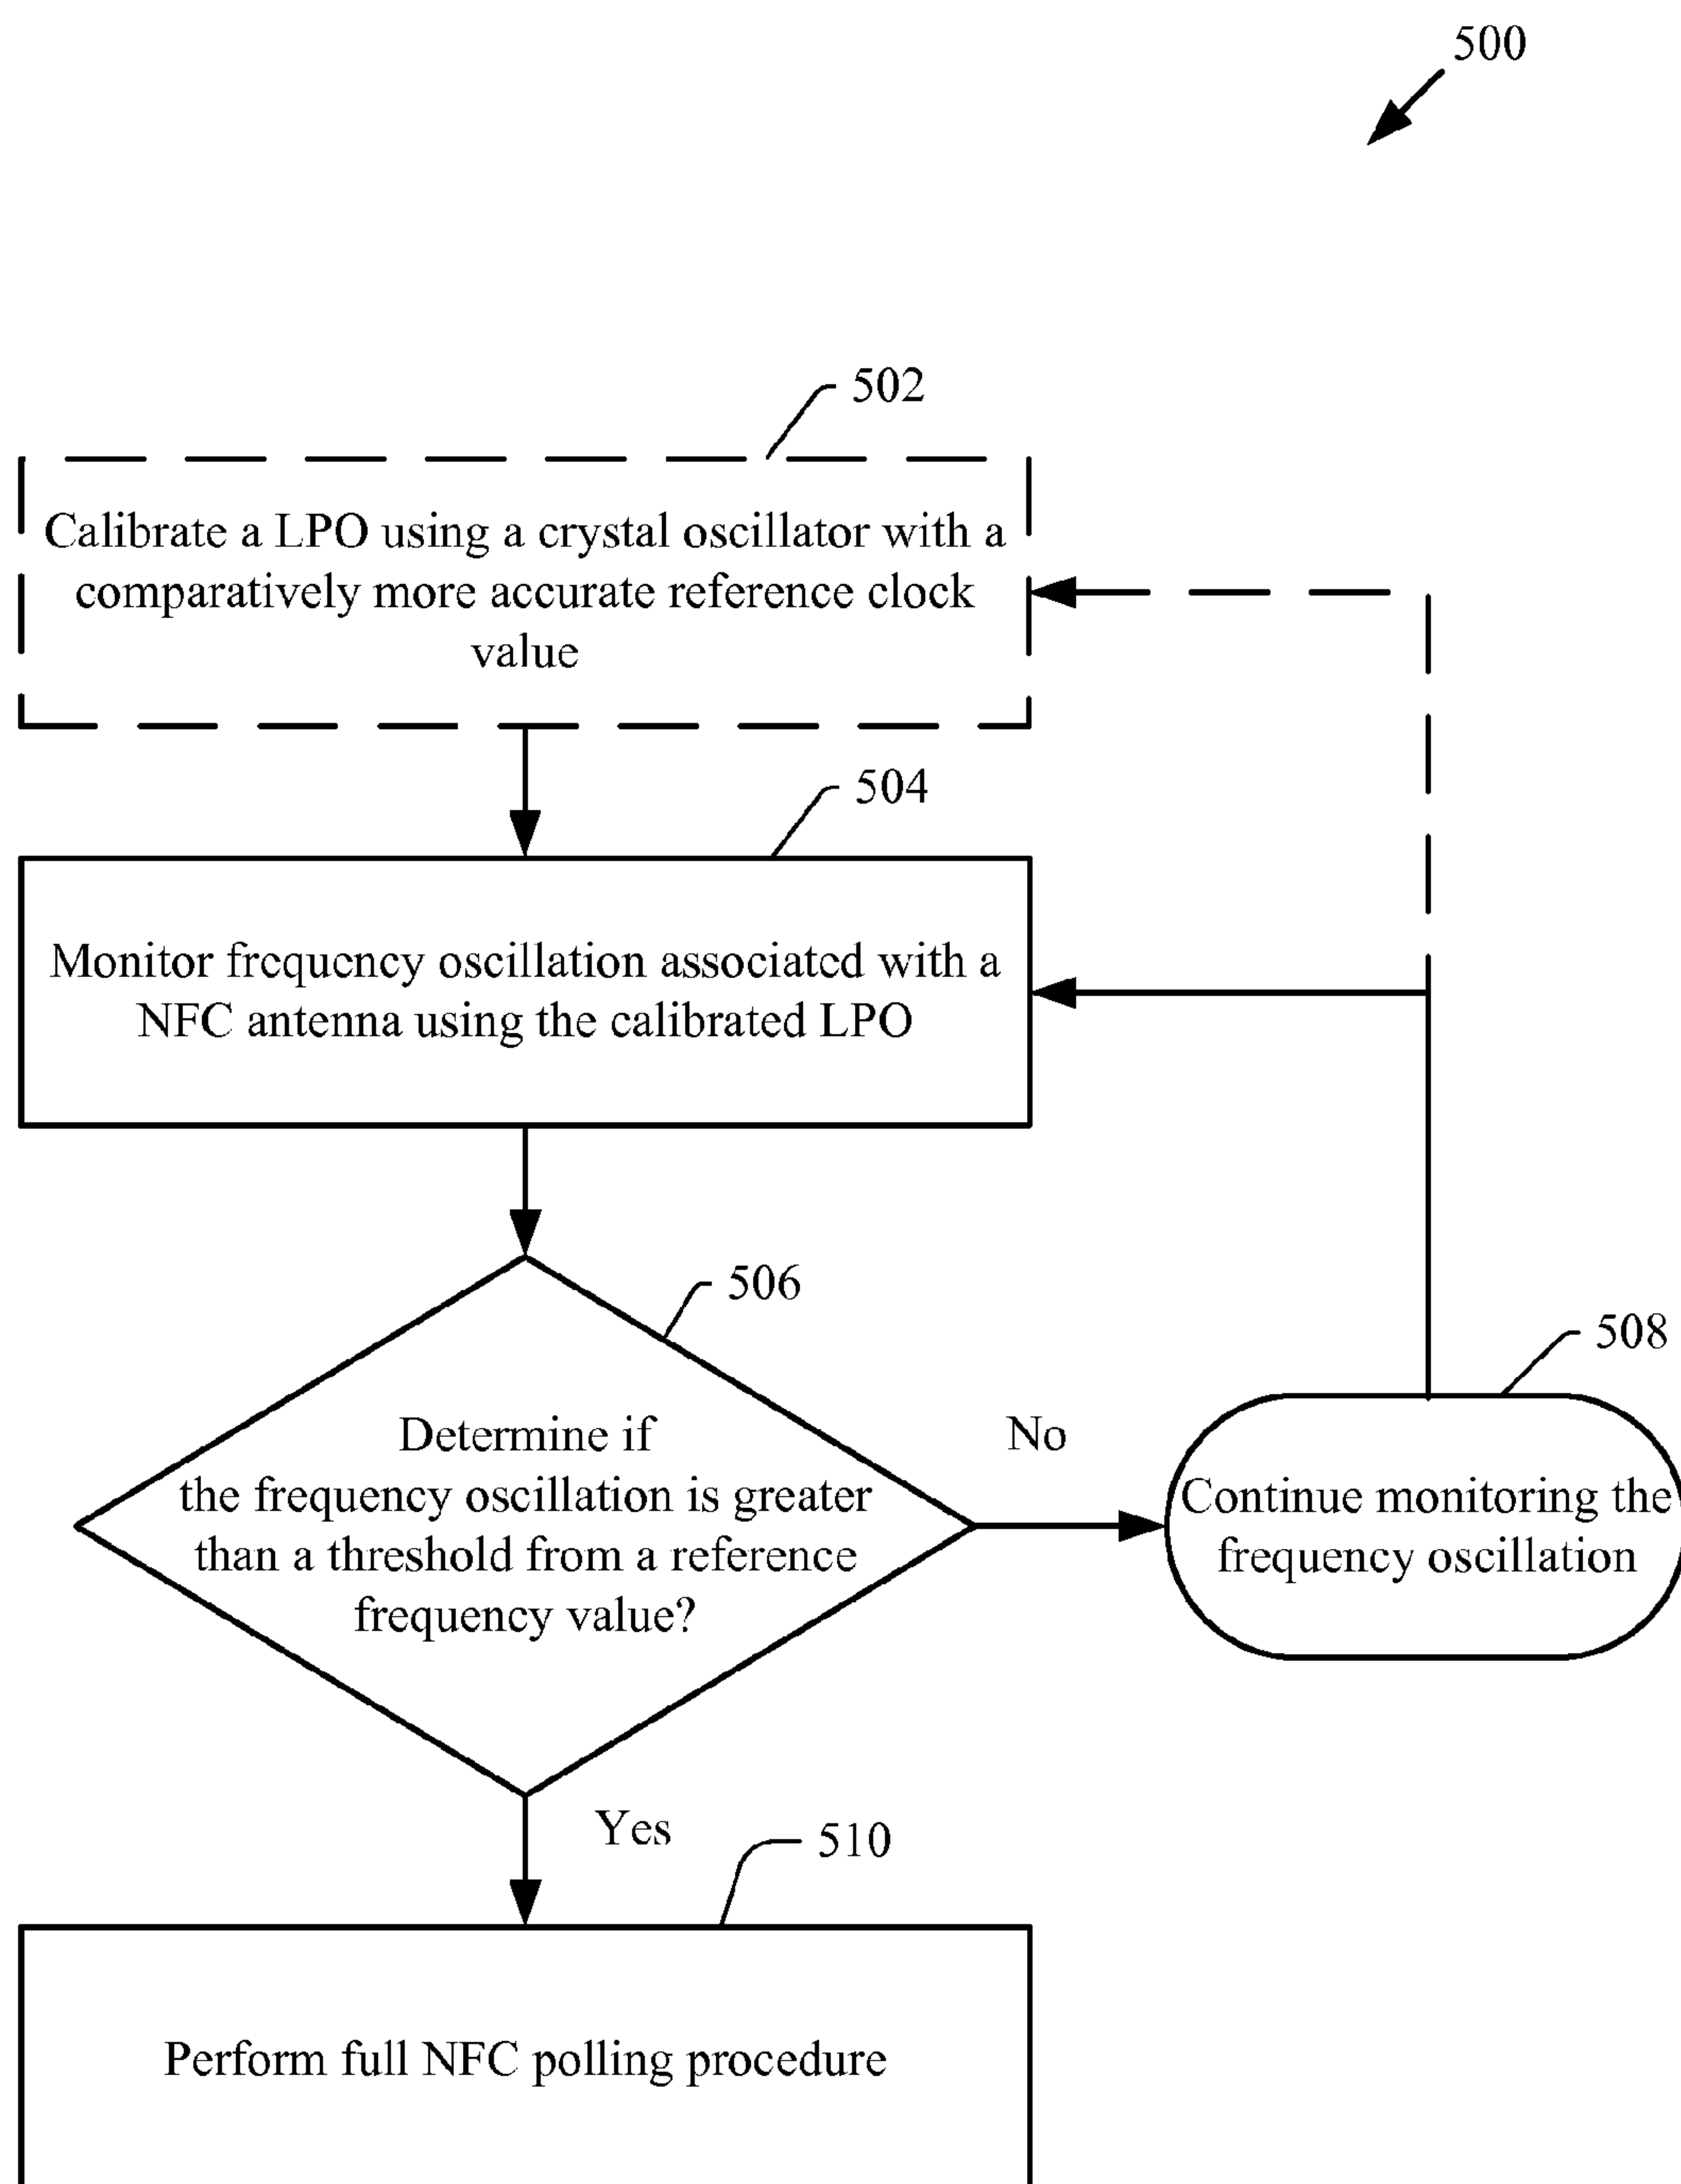 500
502
Calibrate a LPO using a crystal oscillator with a
comparatively more accurate reference clock
value
504
Monitor frequency oscillation associated with a
NFC antenna using the calibrated LPO
506
508
Determine if
the frequency oscillation is greater
than a threshold from a reference
frequency value?
No
Continue monitoring the
frequency oscillation
Yes
510
Perform full NFC polling procedure